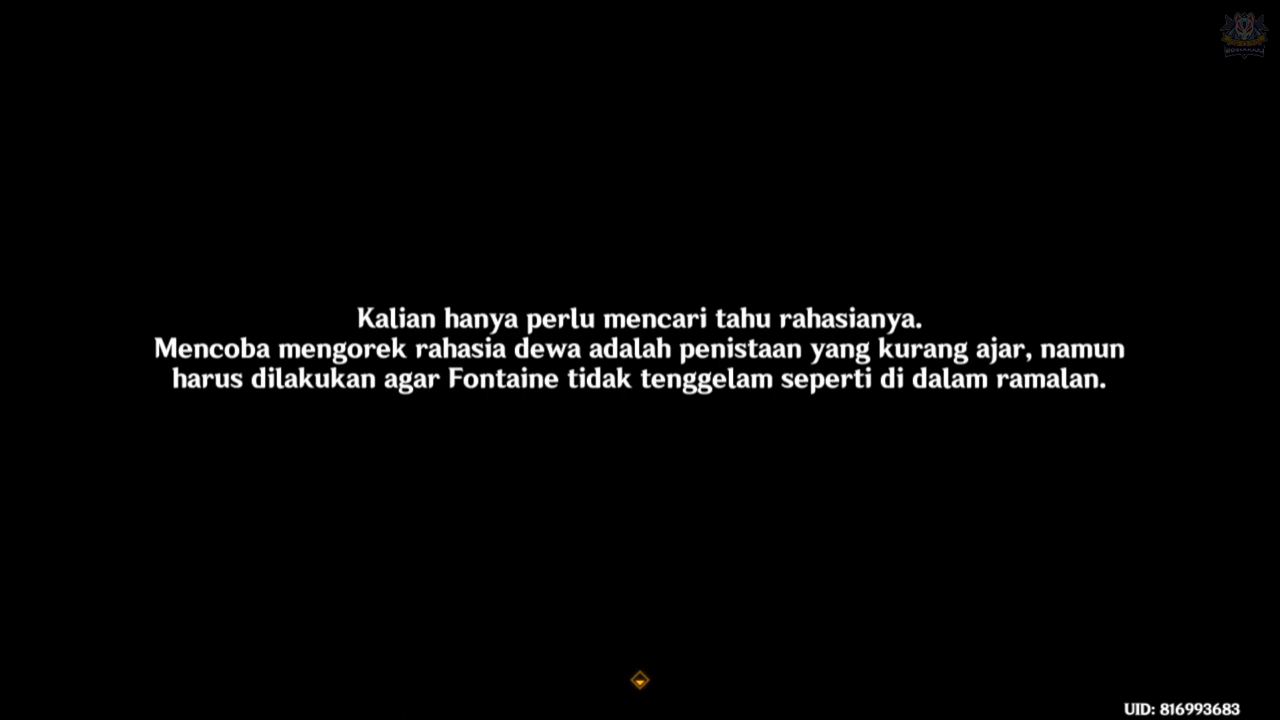 Kalian hanya perlu mencari tahu rahasianya.
Mencoba mengorek rahasia dewa adalah penistaan yang kurang ajar, namun
harus dilakukan agar Fontaine tidak tenggelam seperti di dalam ramalan.
UID: 816993683